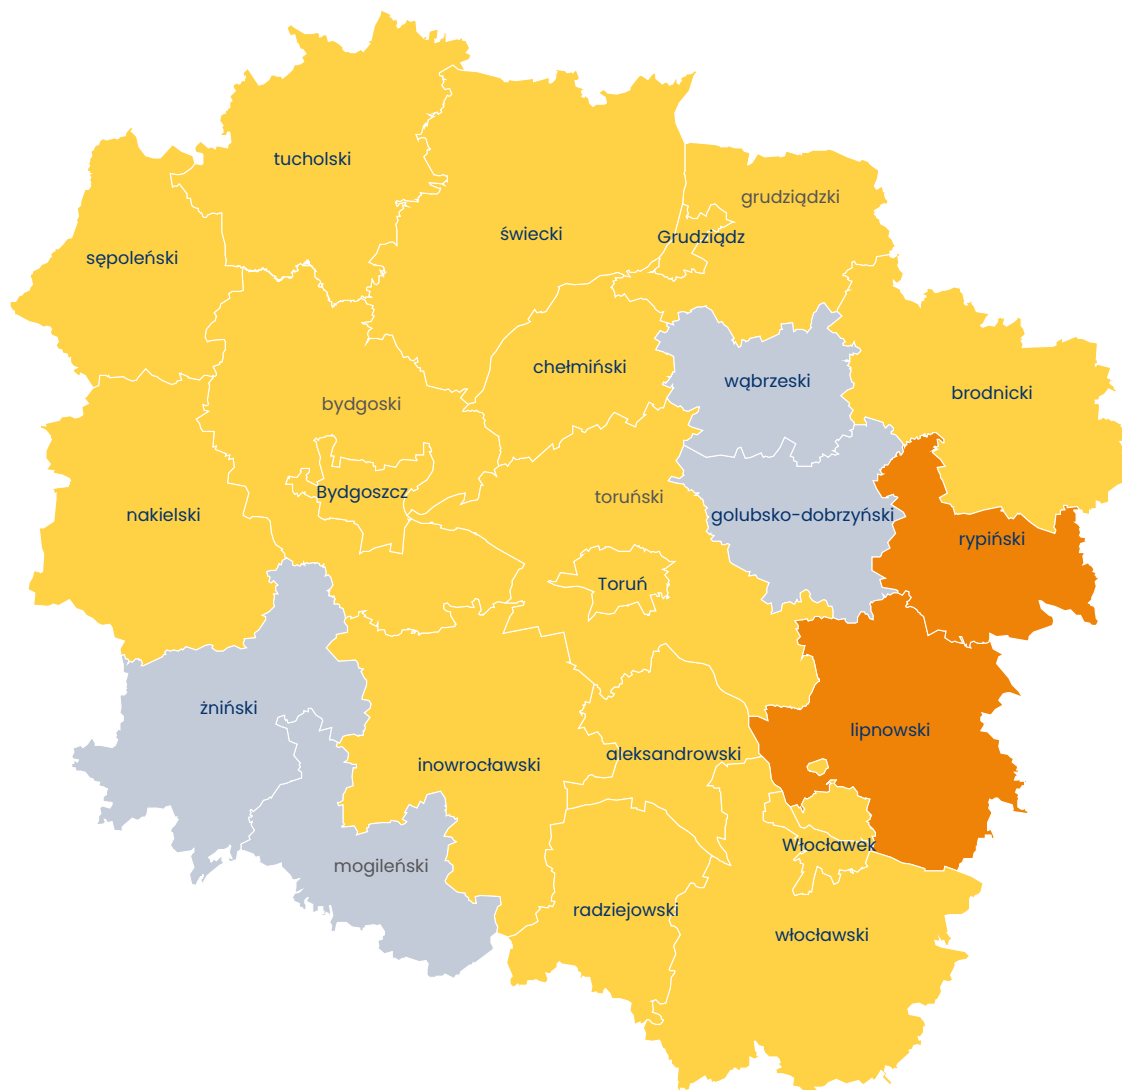 tucholski
grudziądzki
świecki
Grudziądz
sępoleński
chełmiński
wąbrzeski
brodnicki
bydgoski
Bydgoszcz
toruński
nakielski
golubsko-dobrzyński
rypiński
Toruń
żniński
lipnowski
aleksandrowski
inowrocławski
Włocławek
mogileński
radziejowski
włocławski